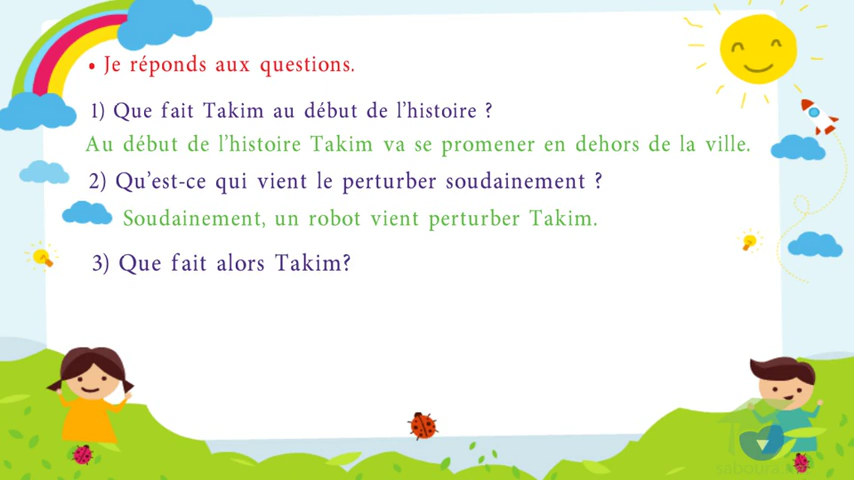 • Je réponds aux questions.
1) Que fait Takim au début de l'histoire ?
Au début de l'histoire Takim va se promener en dehors de la ville.
2) Qu'est-ce qui vient le perturber soudainement ?
Soudainement, un robot vient perturber Takim.
3) Que fait alors Takim?